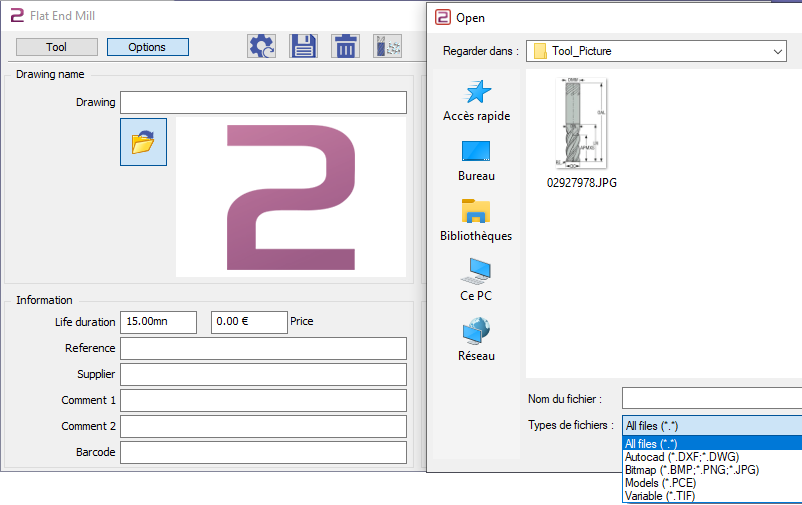 Flat End Mill
Tool
Options
Drawing name
Drawing
2
Information
Life duration 15.00mn 0.00 € Price
Reference
Supplier
Comment 1
Comment 2
Barcode
Open
Regarder dans : Tool_Picture
Accès rapide
Bureau
Bibliothèques
Ce PC
Réseau
OAL
APMXS
02927978.JPG
Nom du fichier :
Types de fichiers : All files (*.*)
All files (*.*)
Autocad (*.DXF;*.DWG)
Bitmap (*.BMP;*.PNG;*.JPG)
Models (*.PCE)
Variable (*.TIF)